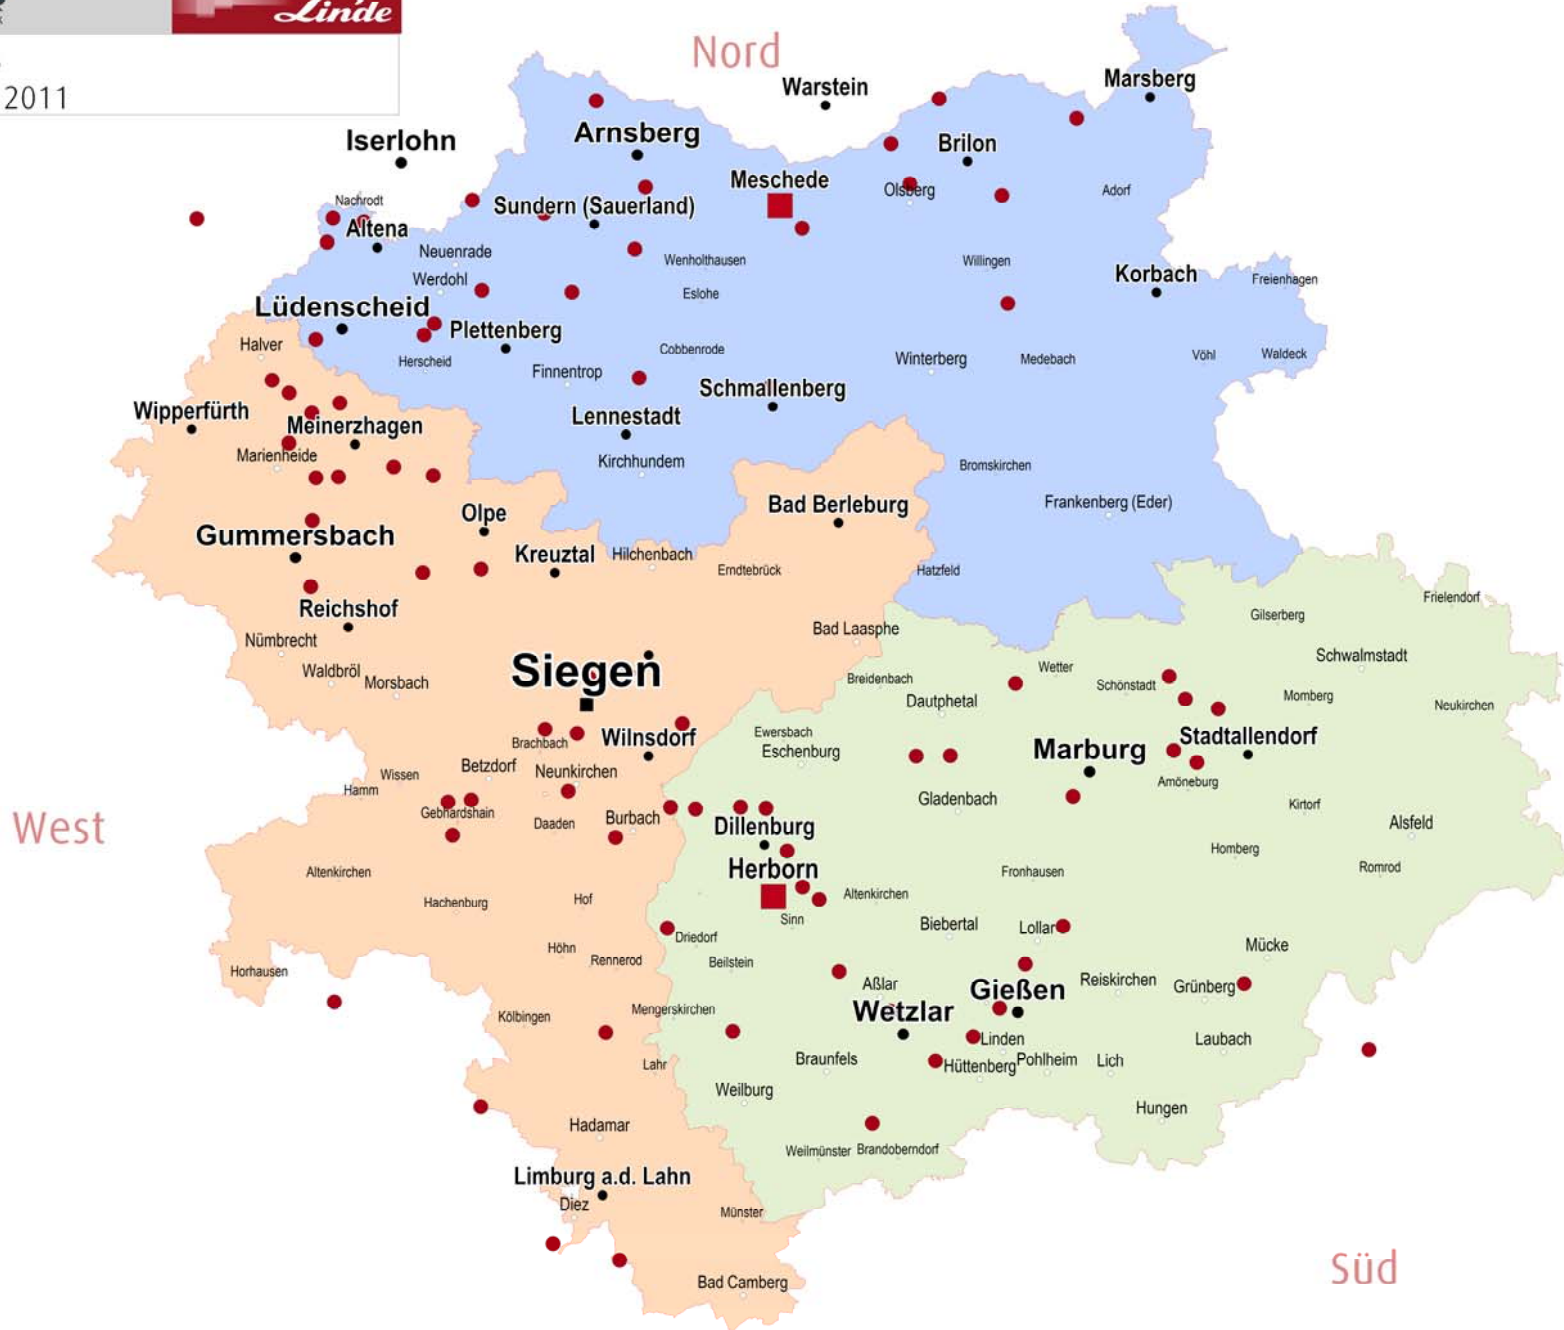 Linde
2011
Nord
Marsberg
Warstein
Iserlohn
Arnsberg
Brilon
Meschede
Olsberg
Adorf
Nachrodt
Sundern (Sauerland)
Altena
Neuenrade
Wenholthausen
Willingen
Korbach
Freienhagen
Werdohl
Eslohe
Lüdenscheid
Plettenberg
Halver
Herscheid
Cobbenrode
Finnentrop
Winterberg
Medebach
Vöhl
Waldeck
Schmallenberg
Wipperfürth
Lennestadt
Meinerzhagen
Marienheide
Kirchhundem
Bromskirchen
Bad Berleburg
Frankenberg (Eder)
Olpe
Gummersbach
Kreuztal
Hilchenbach
Erndtebrück
Hatzfeld
Frielendorf
Reichshof
Gilserberg
Nümbrecht
Bad Laasphe
Schwalmstadt
Waldbröl
Morsbach
Siegen
Breidenbach
Wetter
Schönstadt
Dautphetal
Momberg
Neukirchen
Brachbach
Wilnsdorf
Ewersbach
Eschenburg
Marburg
Stadtallendorf
Wissen
Betzdorf
Neunkirchen
Amöneburg
Hamm
Gebhardshain
Gladenbach
Kirtorf
West
Daaden
Burbach
Dillenburg
Alsfeld
Altenkirchen
Herborn
Fronhausen
Homberg
Romrod
Hachenburg
Hof
Altenkirchen
Sinn
Biebertal
Lollar
Driedorf
Mücke
Höhn
Rennerod
Beilstein
Horhausen
Aßlar
Gießen
Reiskirchen
Grünberg
Kölbingen
Mengerskirchen
Wetzlar
Linden
Laubach
Lahr
Braunfels
Hüttenberg
Pohlheim
Lich
Weilburg
Hungen
Hadamar
Weilmünster
Brandoberndorf
Limburg a.d. Lahn
Diez
Münster
Süd
Bad Camberg